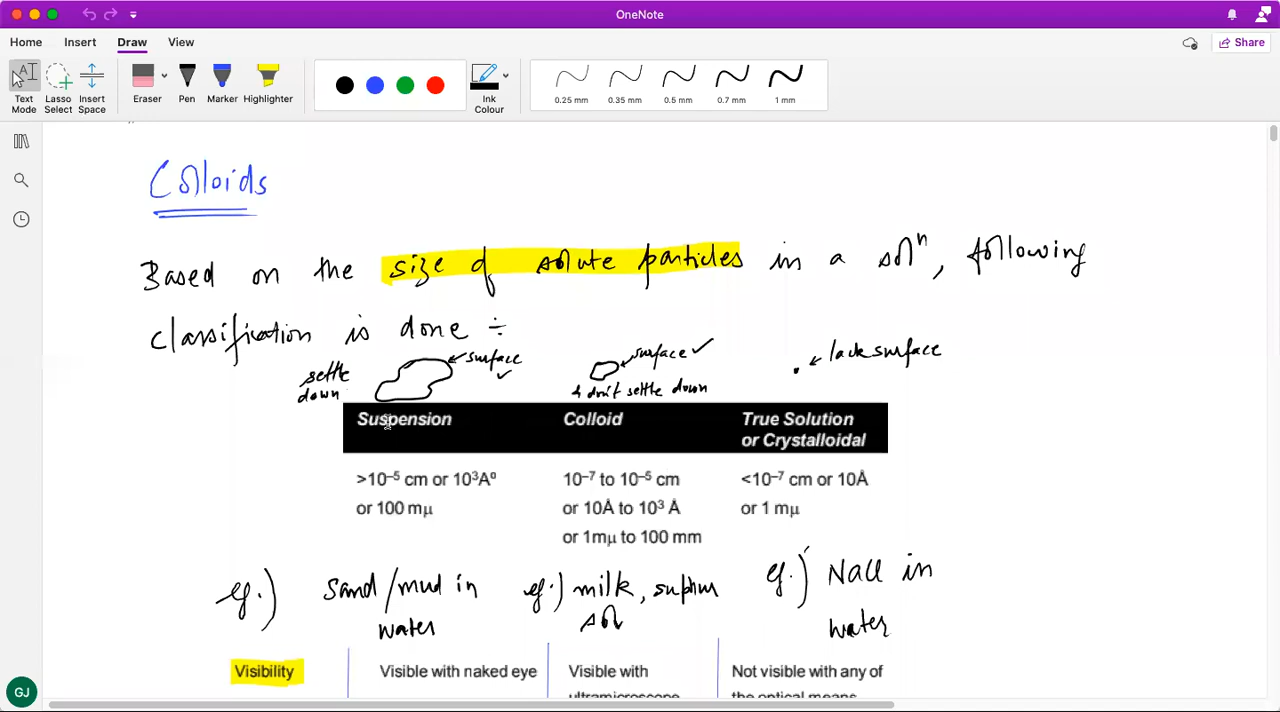 OneNote
Home Insert Draw View
Share
Text Mode
Lasso Select
Insert Space
Eraser
Pen
Marker
Highlighter
Ink Colour
0.25 mm 0.35 mm 0.5 mm 0.7 mm 1 mm
Colloids
Based on the size of solute particles in a solⁿ, following
classification is done ÷
settle down
surface ✓
surface ✓
& don't settle down
lack surface
Suspension Colloid True Solution
or Crystalloidal
>10⁻⁵ cm or 10³Aº 10⁻⁷ to 10⁻⁵ cm <10⁻⁷ cm or 10Å
or 100 mμ or 10Å to 10³ Å or 1 mμ
or 1mμ to 100 mm
eg.) Sand/mud in eg.) milk, sulphur eg.) NaCl in
water sol water
Visibility Visible with naked eye Visible with Not visible with any of
ultramicroscope the optical means
GJ